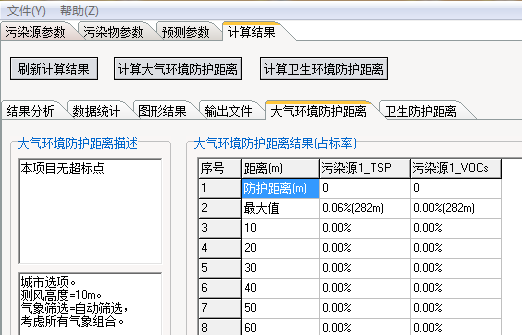 文件(Y) 帮助(Z)
污染源参数 污染物参数 预测参数 计算结果
刷新计算结果 计算大气环境防护距离 计算卫生环境防护距离
结果分析 数据统计 图形结果 输出文件 大气环境防护距离 卫生防护距离
大气环境防护距离描述 大气环境防护距离结果(占标率)
本项目无超标点
城市选项。
测风高度=10m。
气象筛选=自动筛选,
考虑所有气象组合。
序号 距离(m) 污染源1_TSP 污染源1_VOCs
1 防护距离(m) 0 0
2 最大值 0.06%(282m) 0.00%(282m)
3 10 0.00% 0.00%
4 20 0.00% 0.00%
5 30 0.00% 0.00%
6 40 0.00% 0.00%
7 50 0.00% 0.00%
8 60 0.00% 0.00%